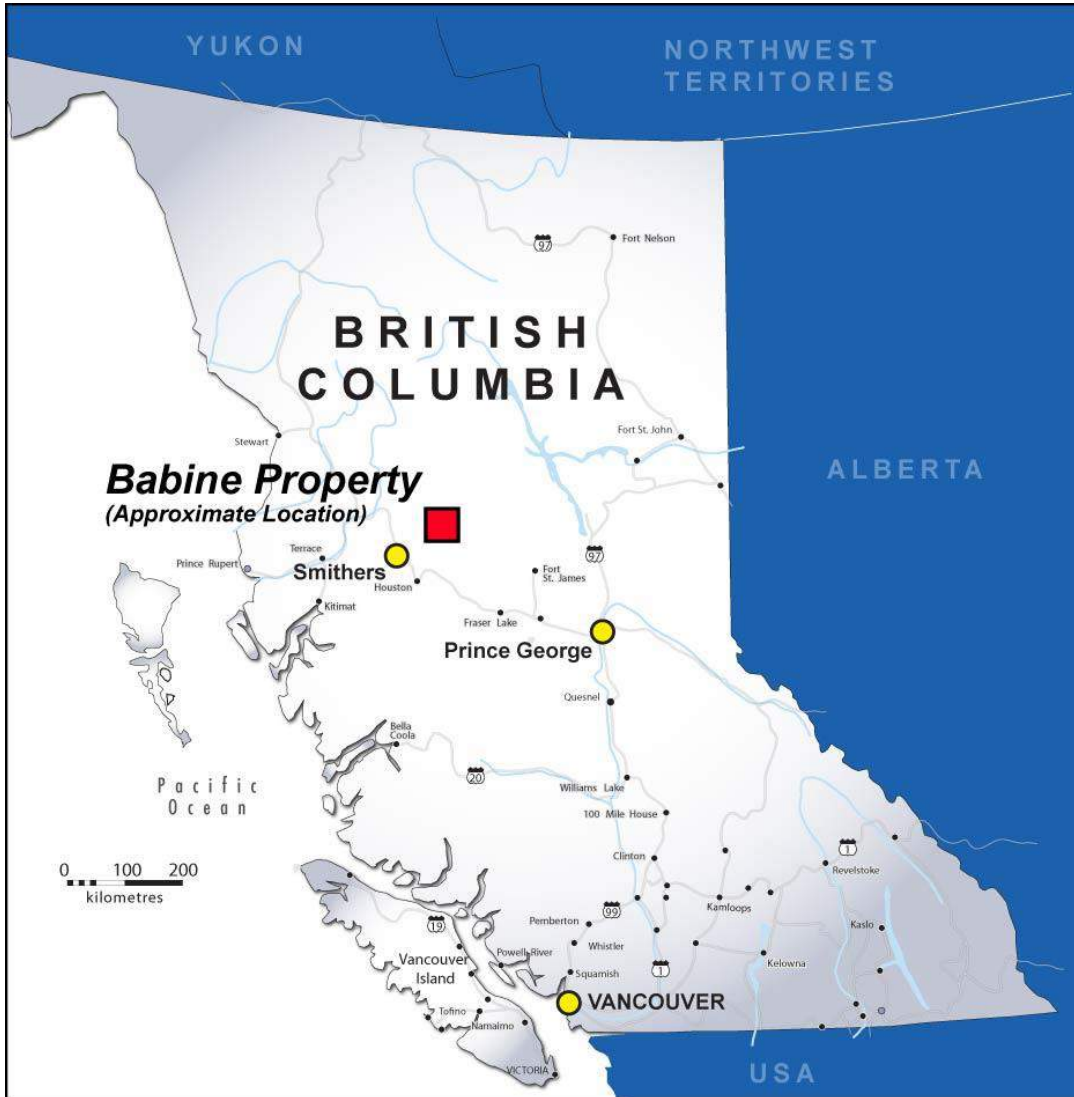 YUKON
NORTHWEST
TERRITORIES
97
Fort Nelson
BRITISH
COLUMBIA
Stewart
Fort St. John
ALBERTA
Babine Property
(Approximate Location)
Terrace
Prince Rupert
Smithers
Houston
Fort
St. James
97
Kitimat
Fraser Lake
Prince George
Quesnel
Bella
Coola
20
Pacific
Ocean
Williams Lake
100 Mile House
Clinton
1
Revelstoke
0 100 200
kilometres
Kamloops
99
Pemberton
19
Kaslo
Whistler
Powell River
Vancouver
Island
Kelowna
1
Squamish
VANCOUVER
Tofino
Namaimo
VICTORIA
USA